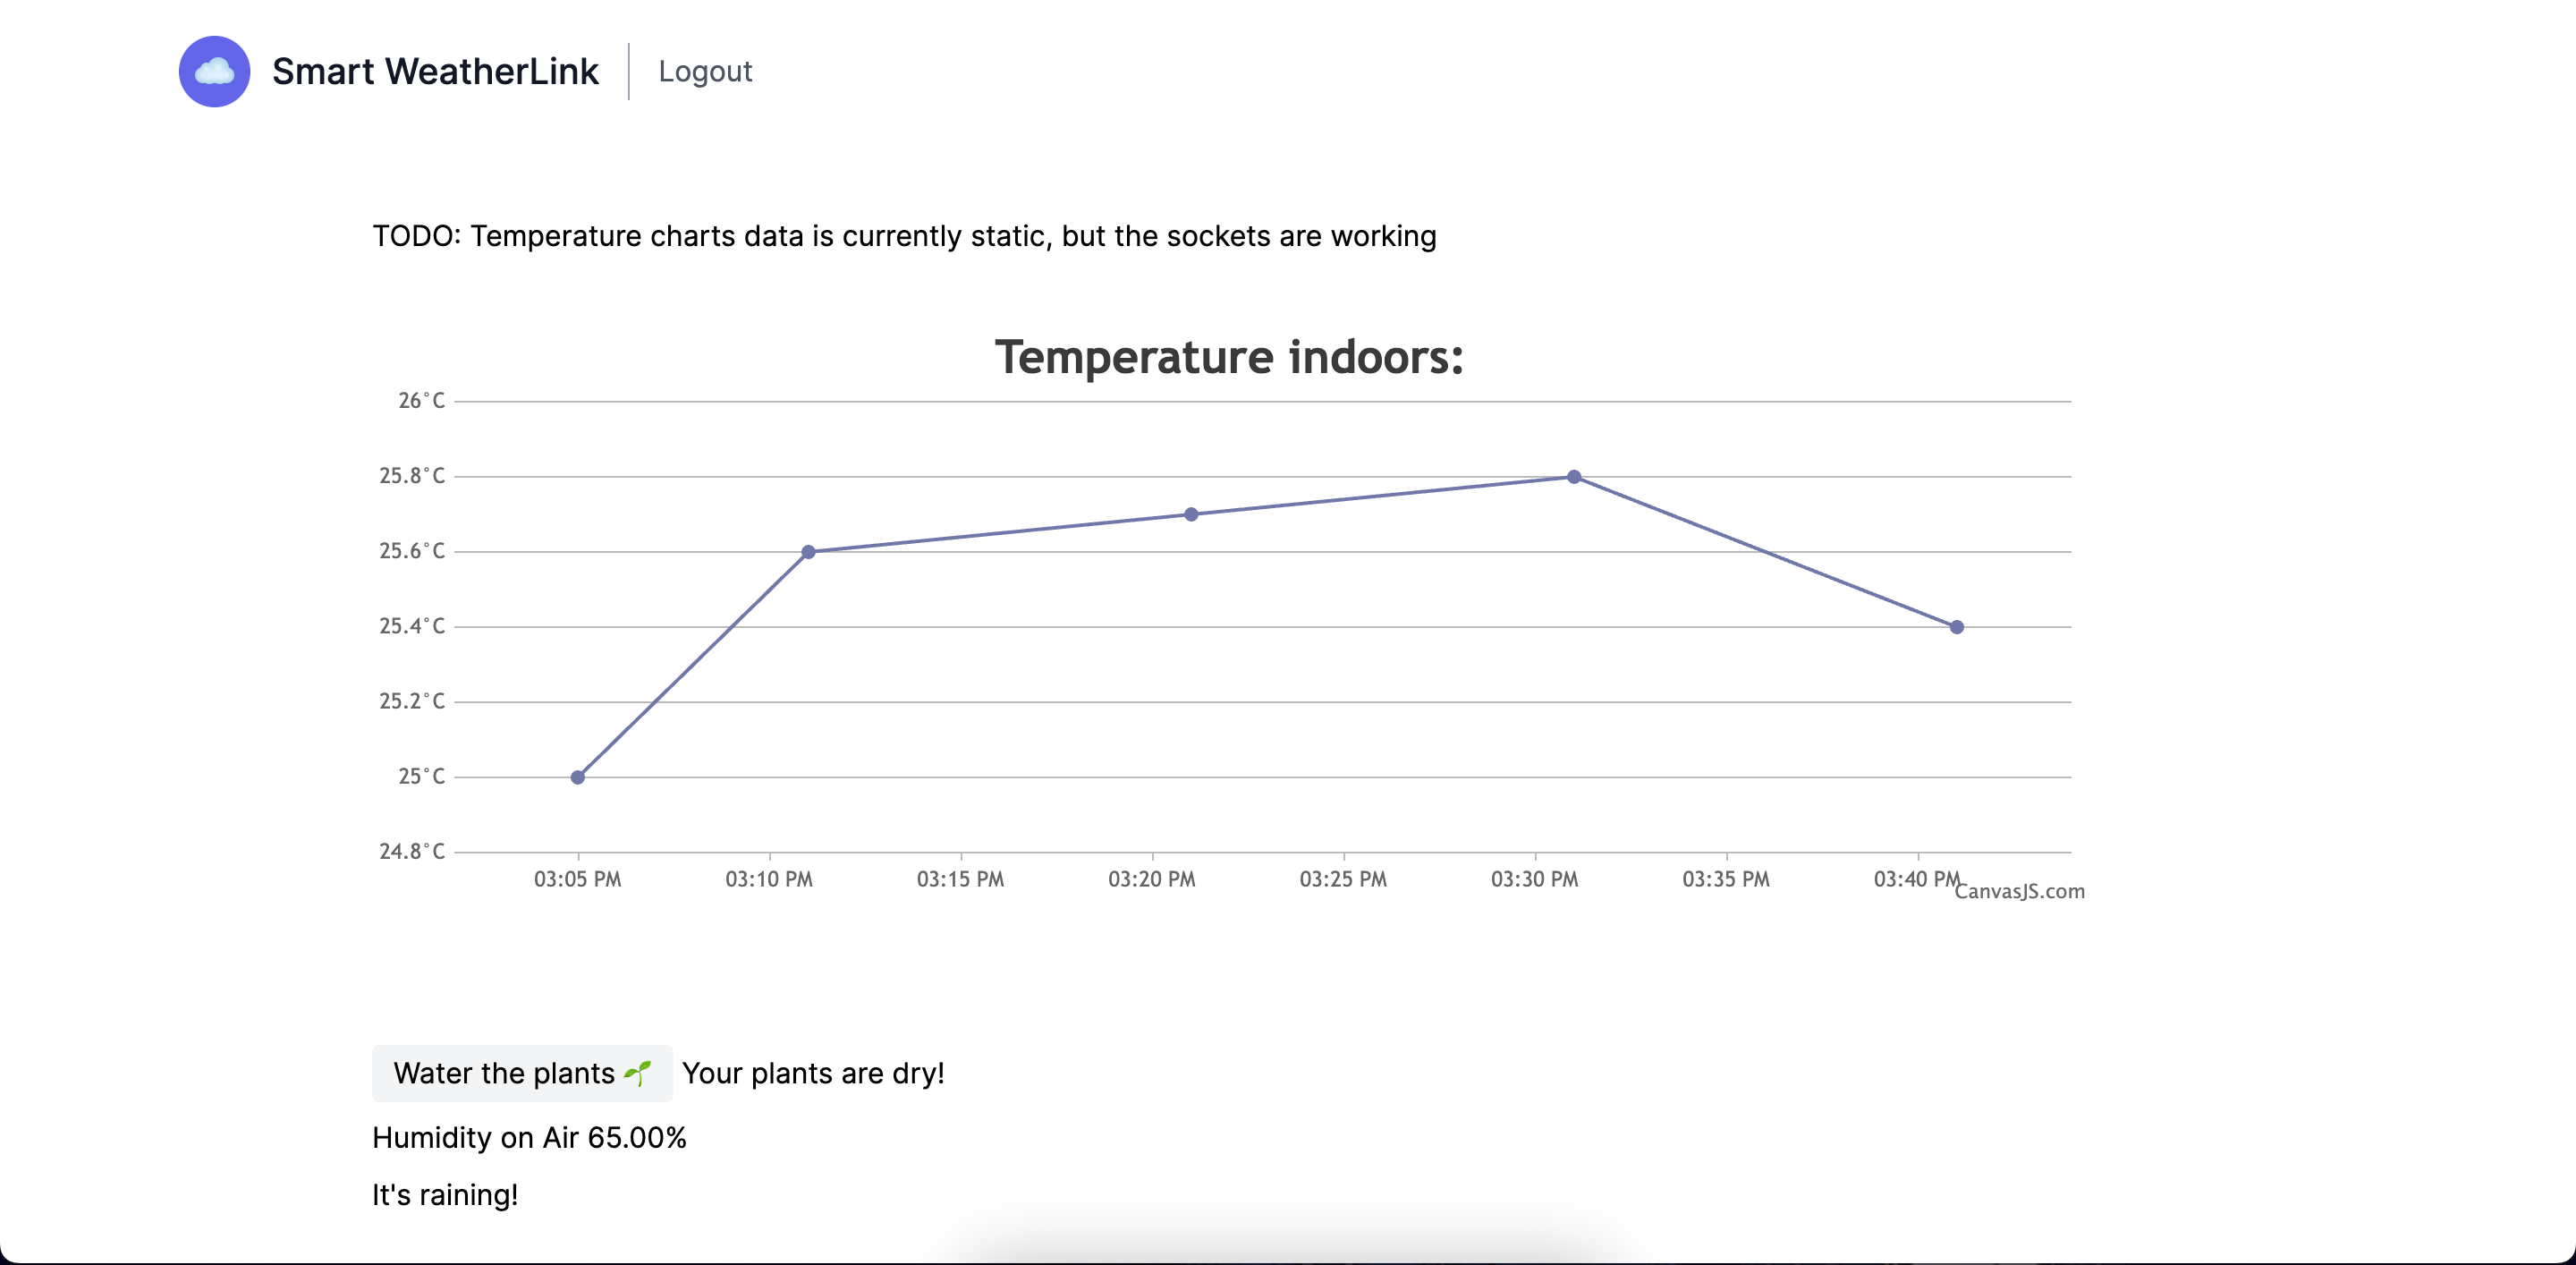 Smart WeatherLink
Logout
TODO: Temperature charts data is currently static, but the sockets are working
Temperature indoors:
26°C
25.8°C
25.6°C
25.4°C
25.2°C
25°C
24.8°C
03:05 PM 03:10 PM 03:15 PM 03:20 PM 03:25 PM 03:30 PM 03:35 PM 03:40 PM
CanvasJS.com
Water the plants 🌱 Your plants are dry!
Humidity on Air 65.00%
It's raining!